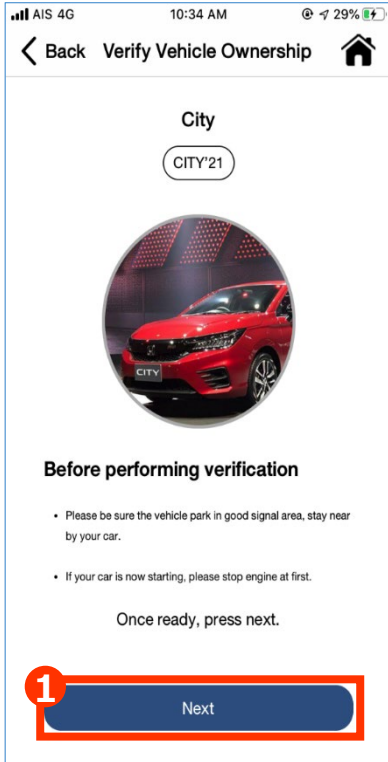 AIS 4G 10:34 AM 29%
Back Verify Vehicle Ownership
City
CITY'21
CITY
Before performing verification
• Please be sure the vehicle park in good signal area, stay near
by your car.
• If your car is now starting, please stop engine at first.
Once ready, press next.
1
Next